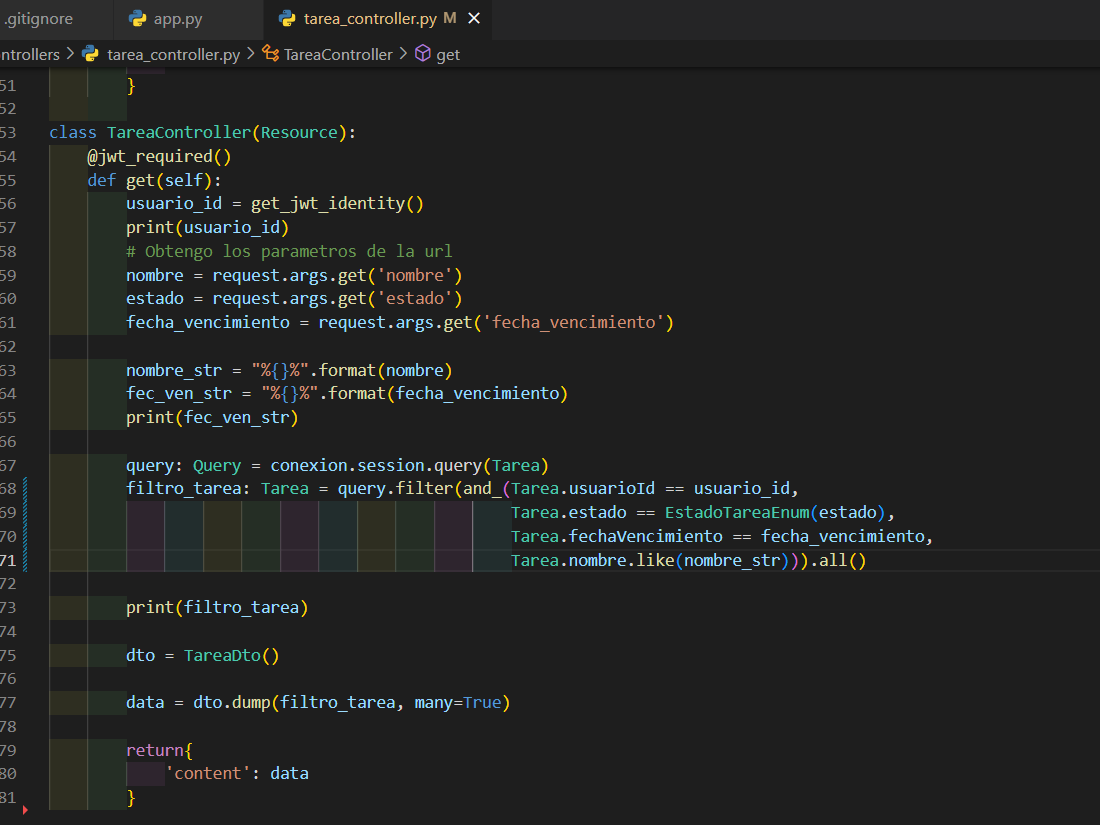 .gitignore app.py tarea_controller.py M
ntrollers > tarea_controller.py > TareaController > get
51 }
52
53 class TareaController(Resource):
54 @jwt_required()
55 def get(self):
56 usuario_id = get_jwt_identity()
57 print(usuario_id)
58 # Obtengo los parametros de la url
59 nombre = request.args.get('nombre')
60 estado = request.args.get('estado')
61 fecha_vencimiento = request.args.get('fecha_vencimiento')
62
63 nombre_str = "%{}%".format(nombre)
64 fec_ven_str = "%{}%".format(fecha_vencimiento)
65 print(fec_ven_str)
66
67 query: Query = conexion.session.query(Tarea)
68 filtro_tarea: Tarea = query.filter(and_(Tarea.usuarioId == usuario_id,
69 Tarea.estado == EstadoTareaEnum(estado),
70 Tarea.fechaVencimiento == fecha_vencimiento,
71 Tarea.nombre.like(nombre_str))).all()
72
73 print(filtro_tarea)
74
75 dto = TareaDto()
76
77 data = dto.dump(filtro_tarea, many=True)
78
79 return{
80 'content': data
81 }